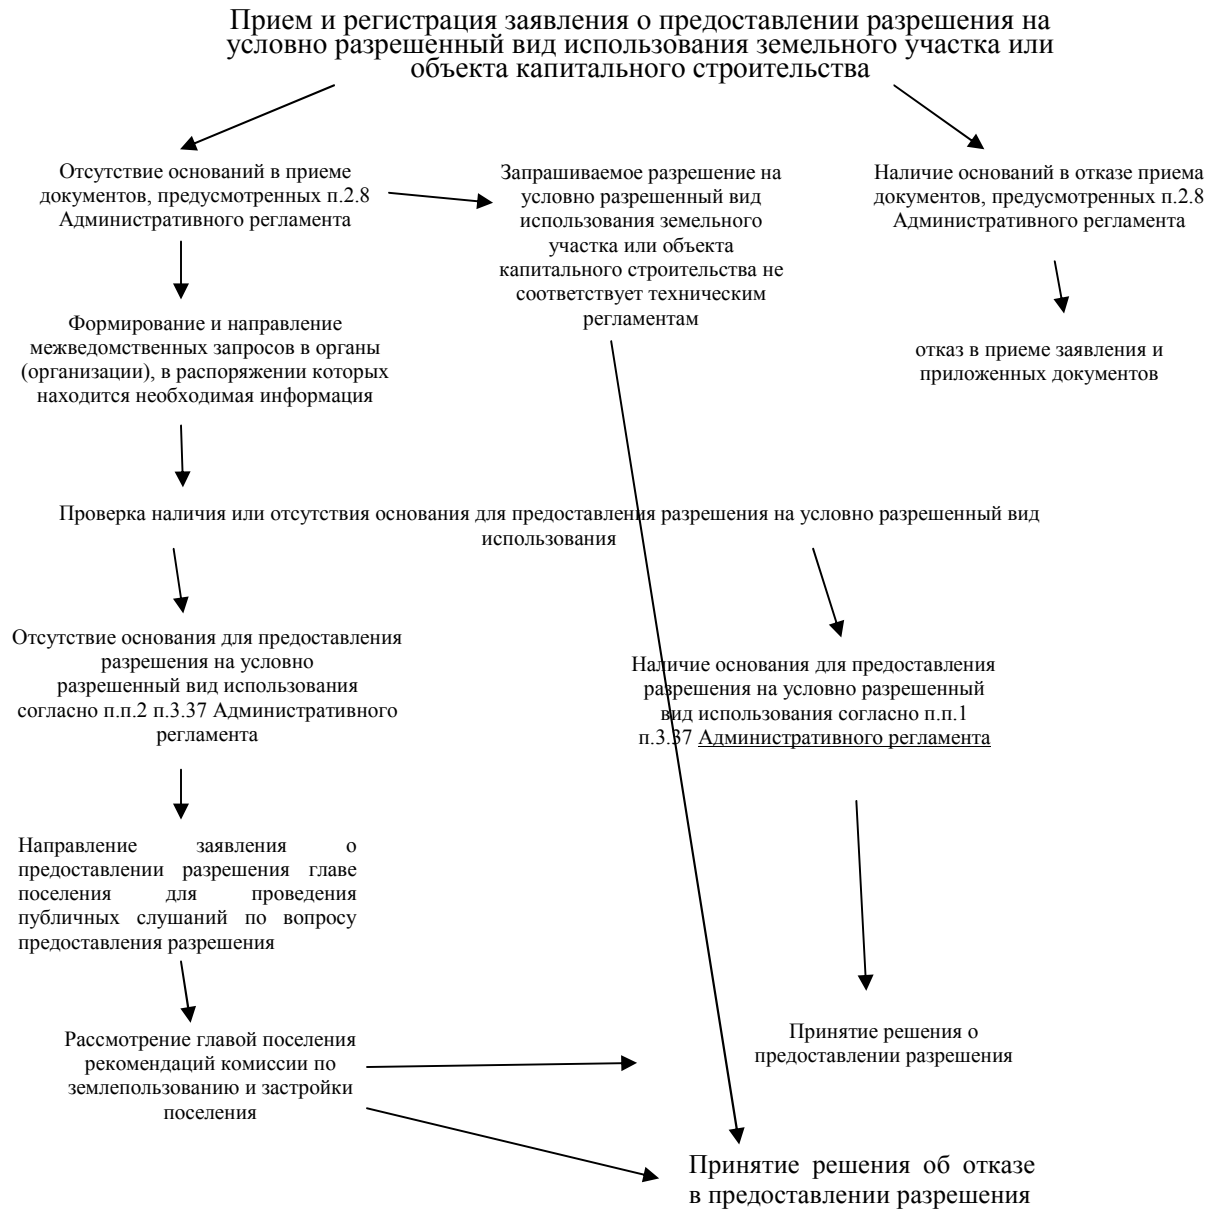 Прием и регистрация заявления о предоставлении разрешения на
условно разрешенный вид использования земельного участка или
объекта капитального строительства
Отсутствие оснований в приеме
документов, предусмотренных п.2.8
Административного регламента
Запрашиваемое разрешение на
условно разрешенный вид
использования земельного
участка или объекта
капитального строительства не
соответствует техническим
регламентам
Наличие оснований в отказе приема
документов, предусмотренных п.2.8
Административного регламента
Формирование и направление
межведомственных запросов в органы
(организации), в распоряжении которых
находится необходимая информация
отказ в приеме заявления и
приложенных документов
Проверка наличия или отсутствия основания для предоставления разрешения на условно разрешенный вид
использования
Отсутствие основания для предоставления
разрешения на условно
разрешенный вид использования
согласно п.п.2 п.3.37 Административного
регламента
Наличие основания для предоставления
разрешения на условно разрешенный
вид использования согласно п.п.1
п.3.37 Административного регламента
Направление заявления о
предоставлении разрешения главе
поселения для проведения
публичных слушаний по вопросу
предоставления разрешения
Рассмотрение главой поселения
рекомендаций комиссии по
землепользованию и застройки
поселения
Принятие решения о
предоставлении разрешения
Принятие решения об отказе
в предоставлении разрешения